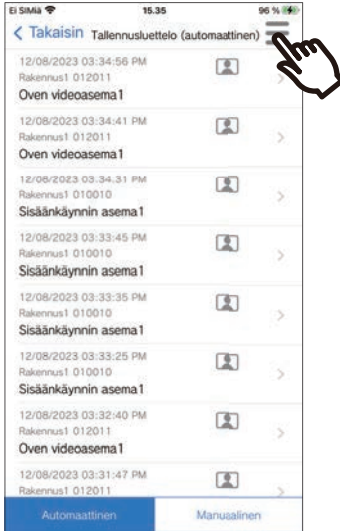 Ei SIMiä 15.35 96 %
Takaisin Tallennusluettelo (automaattinen)
12/08/2023 03:34:56 PM
Rakennus1 012011
Oven videoasema1
12/08/2023 03:34:41 PM
Rakennus1 012011
Oven videoasema1
12/08/2023 03:34:31 PM
Rakennus1 010010
Sisäänkäynnin asema1
12/08/2023 03:33:45 PM
Rakennus1 010010
Sisäänkäynnin asema1
12/08/2023 03:33:35 PM
Rakennus1 010010
Sisäänkäynnin asema1
12/08/2023 03:33:25 PM
Rakennus1 010010
Sisäänkäynnin asema1
12/08/2023 03:32:40 PM
Rakennus1 012011
Oven videoasema1
12/08/2023 03:31:47 PM
Rakennus1 012011
Automaattinen Manuaalinen